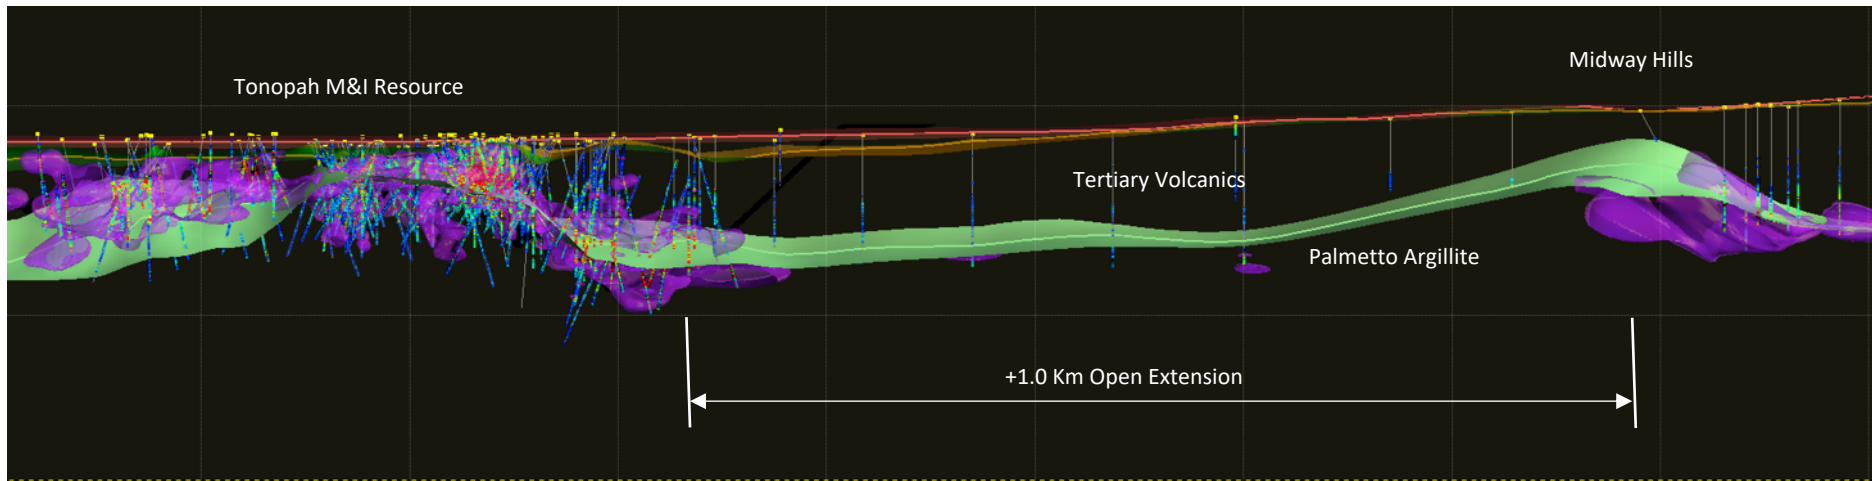 Midway Hills
Tonopah M&I Resource
Tertiary Volcanics
Palmetto Argillite
+1.0 Km Open Extension